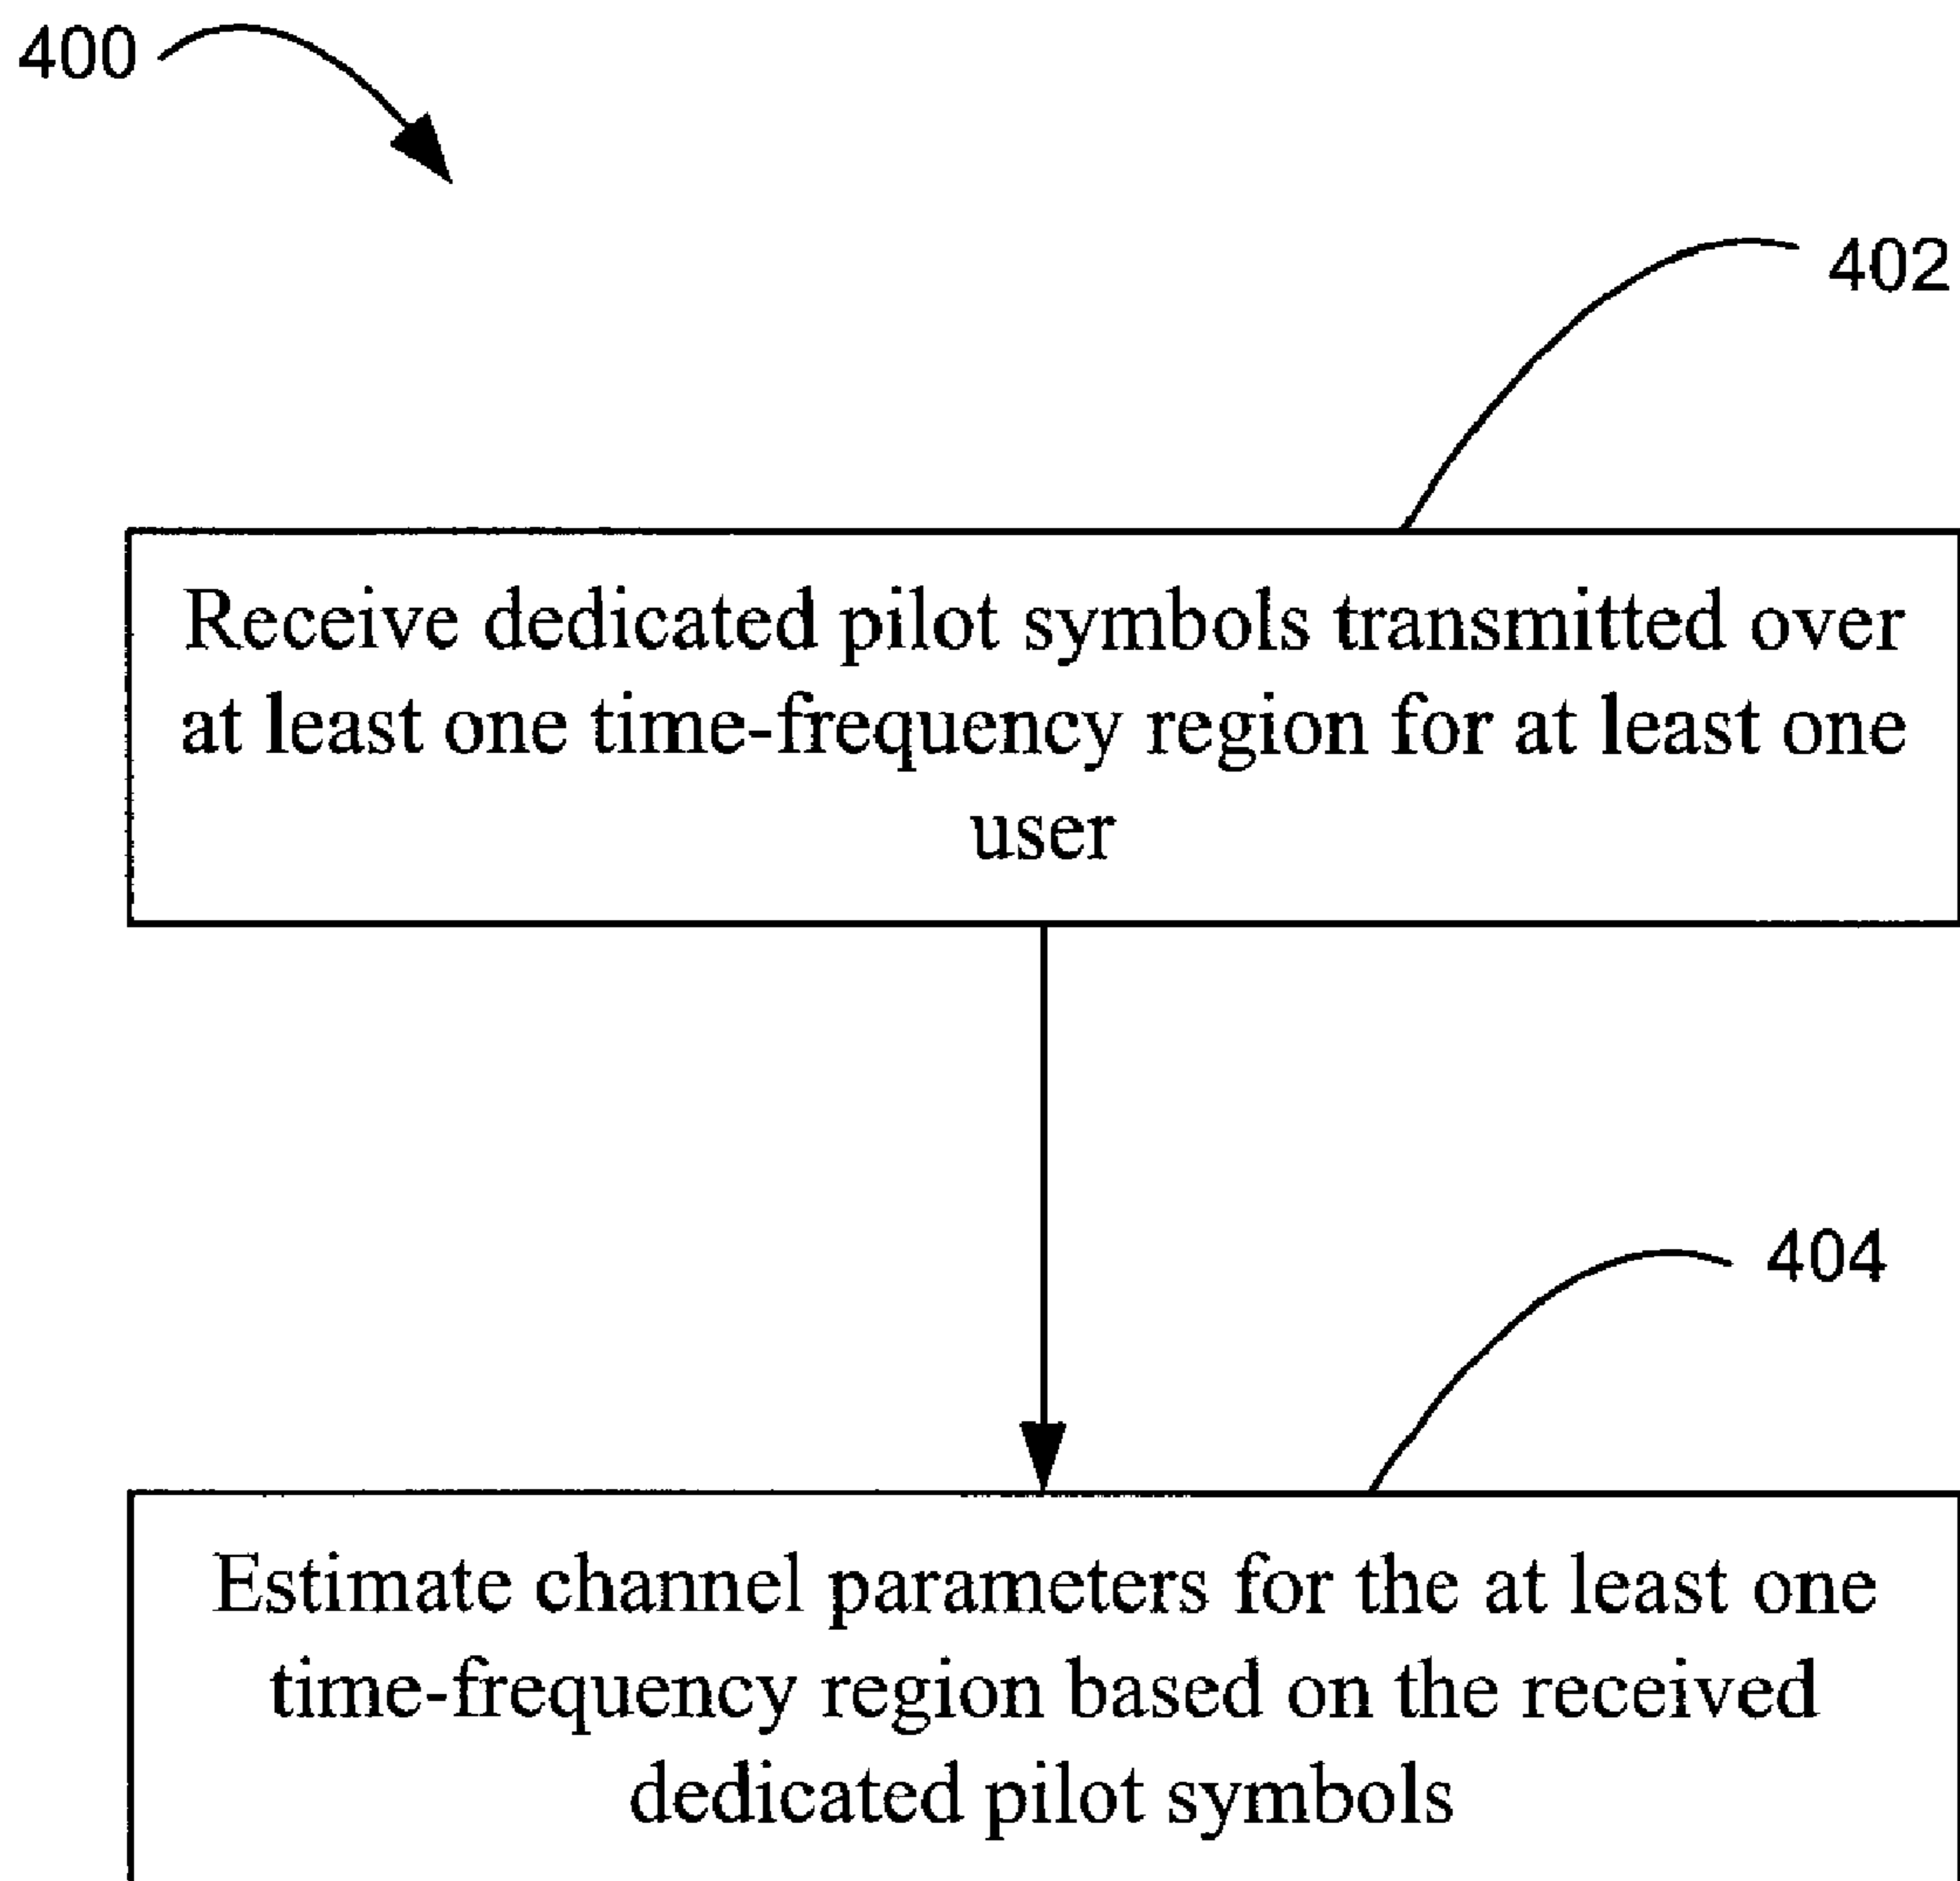 400
402
Receive dedicated pilot symbols transmitted over
at least one time-frequency region for at least one
user
404
Estimate channel parameters for the at least one
time-frequency region based on the received
dedicated pilot symbols